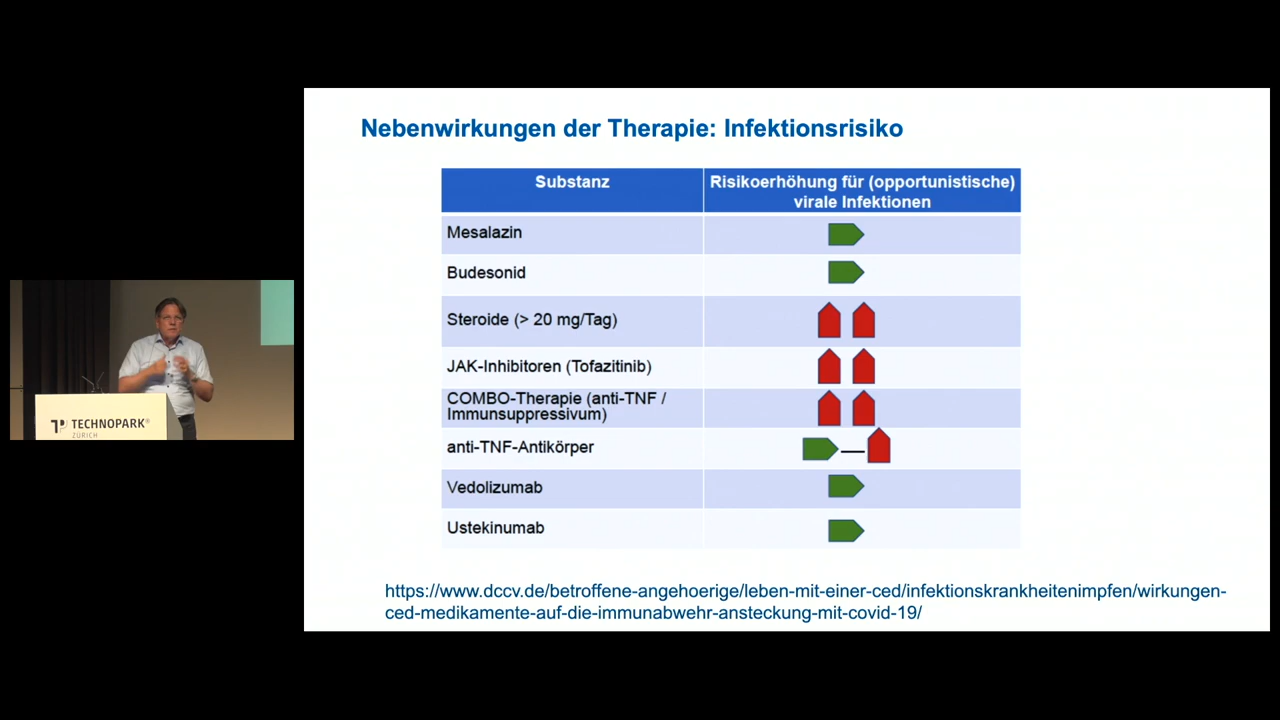 Nebenwirkungen der Therapie: Infektionsrisiko
Substanz
Risikoerhöhung für (opportunistische)
virale Infektionen
Mesalazin
Budesonid
Steroide (> 20 mg/Tag)
JAK-Inhibitoren (Tofazitinib)
COMBO-Therapie (anti-TNF /
Immunsuppressivum)
anti-TNF-Antikörper
Vedolizumab
Ustekinumab
https://www.dccv.de/betroffene-angehoerige/leben-mit-einer-ced/infektionskrankheitenimpfen/wirkungen-
ced-medikamente-auf-die-immunabwehr-ansteckung-mit-covid-19/
TECHNOPARK®
ZÜRICH